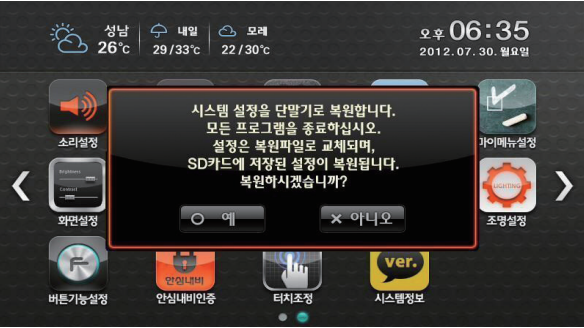 성남 내일 모레
26°c 29/33°c 22/30°c
오후 06:35
2012.07.30. 월요일
시스템 설정을 단말기로 복원합니다.
모든 프로그램을 종료하십시오.
설정은 복원파일로 교체되며,
SD카드에 저장된 설정이 복원됩니다.
복원하시겠습니까?
예 아니오
소리설정
마이메뉴설정
Brightness
Contrast
LIGHTING
화면설정
조명설정
F
안심내비
ver.
버튼기능설정 안심내비인증 터치조정 시스템정보